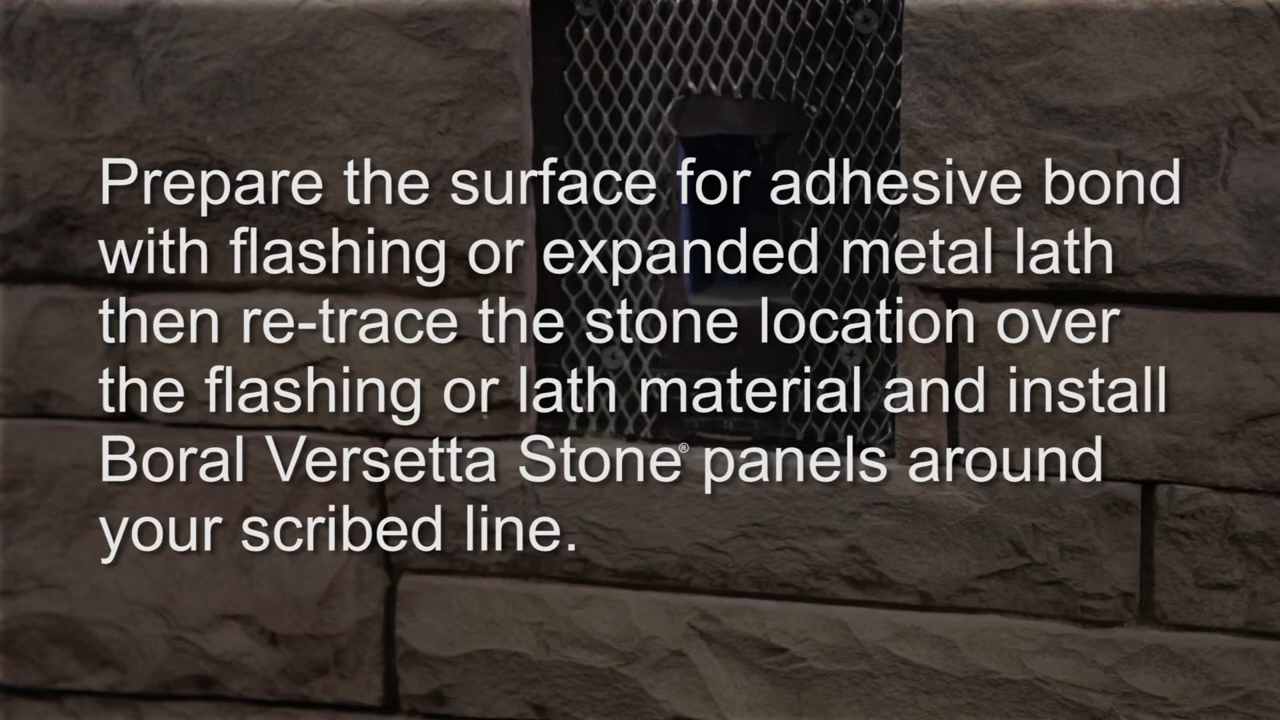 Prepare the surface for adhesive bond
with flashing or expanded metal lath
then re-trace the stone location over
the flashing or lath material and install
Boral Versetta Stone® panels around
your scribed line.